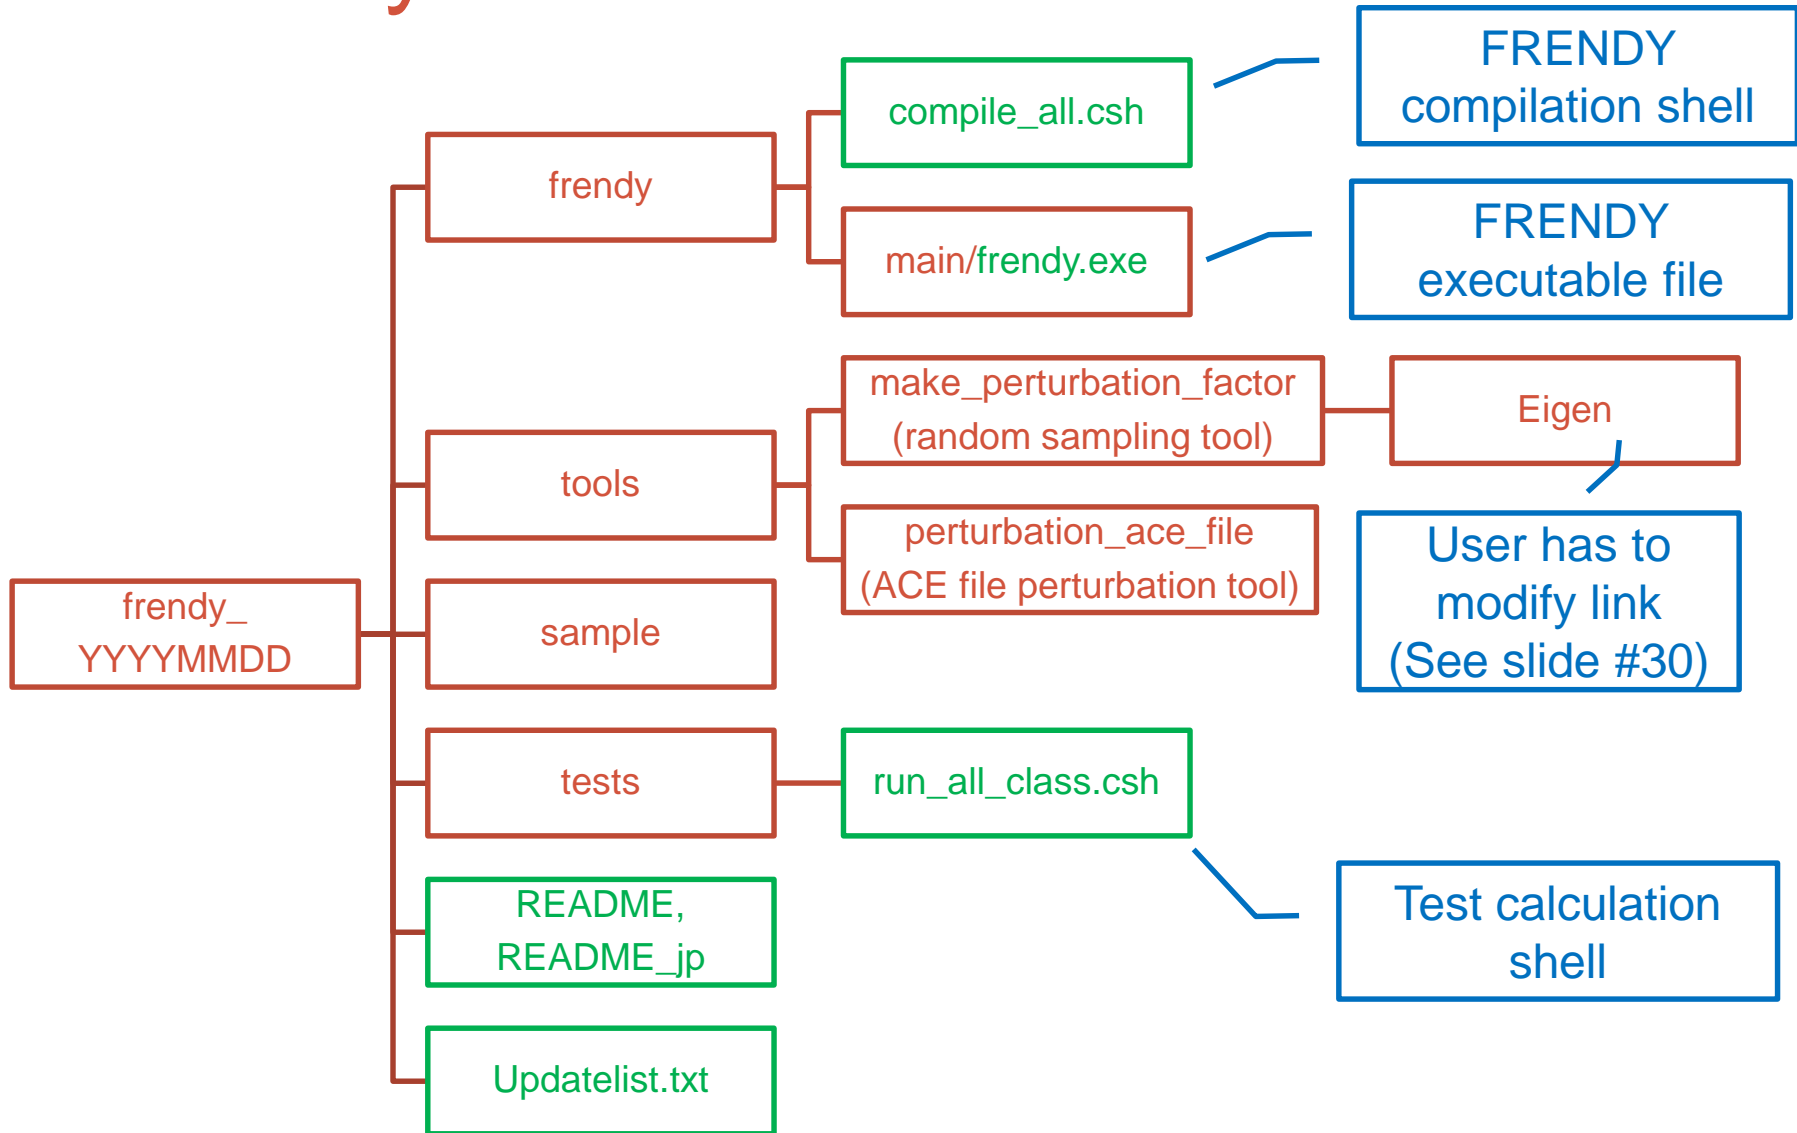 y
compile_all.csh
FRENDY
compilation shell
frendy
main/frendy.exe
FRENDY
executable file
make_perturbation_factor
(random sampling tool)
Eigen
tools
perturbation_ace_file
(ACE file perturbation tool)
User has to
modify link
(See slide #30)
frendy_
YYYYMMDD
sample
tests
run_all_class.csh
README,
README_jp
Test calculation
shell
Updatelist.txt